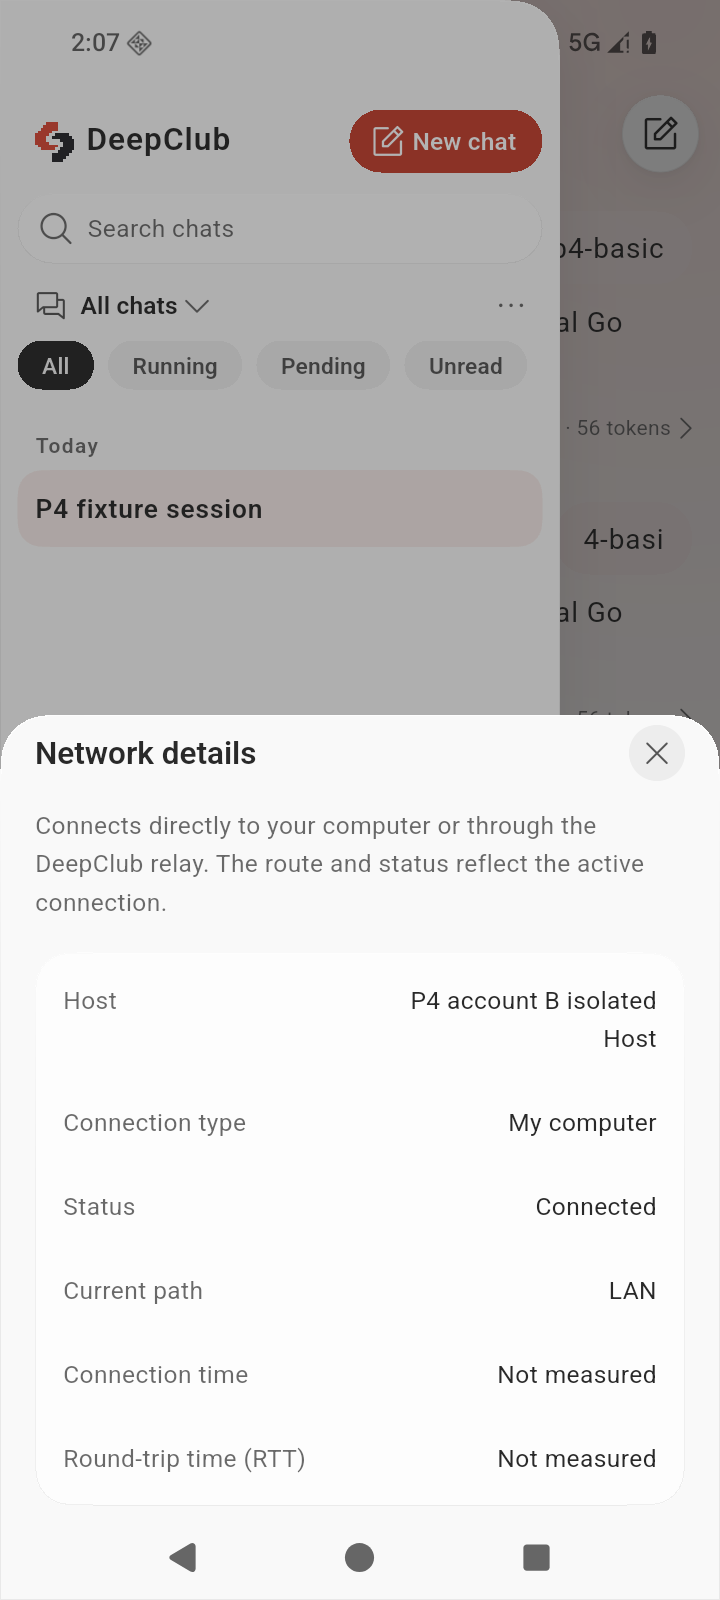 2:07
5G
DeepClub
New chat
Search chats
All chats
All
Running
Pending
Unread
Today
P4 fixture session
4-basic
al Go
· 56 tokens
4-basi
al Go
Network details
Connects directly to your computer or through the
DeepClub relay. The route and status reflect the active
connection.
Host
P4 account B isolated
Host
Connection type
My computer
Status
Connected
Current path
LAN
Connection time
Not measured
Round-trip time (RTT)
Not measured